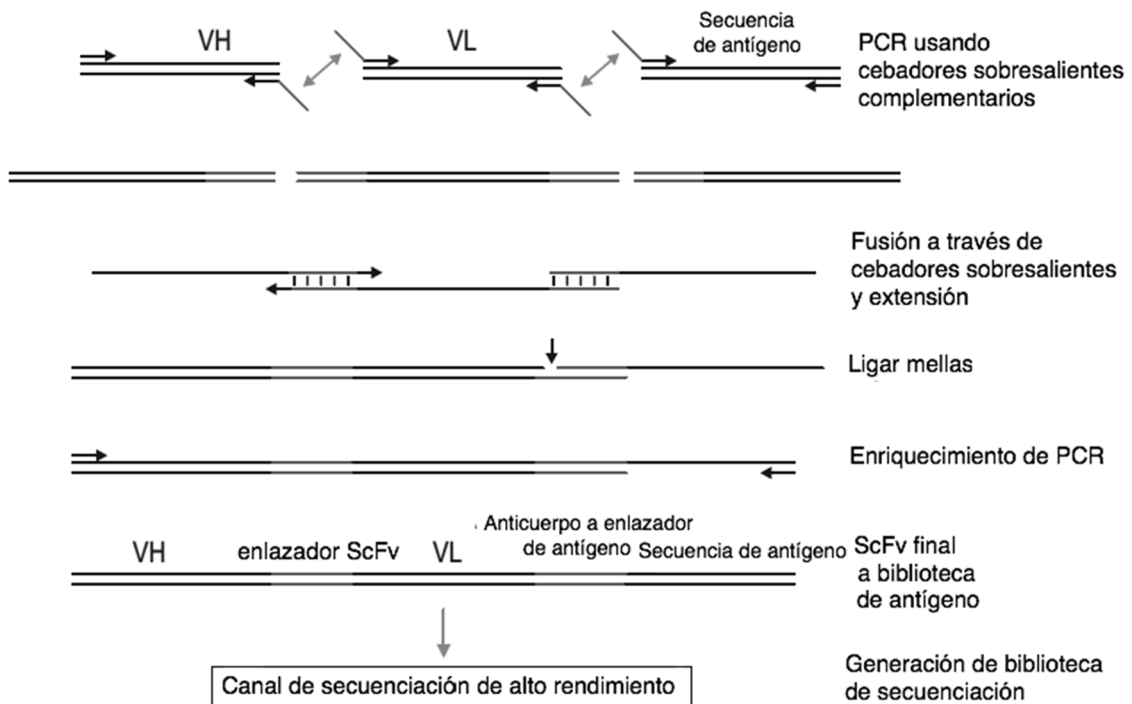 VH
VL
Secuencia
de antígeno
PCR usando
cebadores sobresalientes
complementarios
Fusión a través de
cebadores sobresalientes
y extensión
Ligar mellas
Enriquecimiento de PCR
VH
enlazador ScFv
VL
Anticuerpo a enlazador
de antígeno
Secuencia de antígeno
ScFv final
a biblioteca
de antígeno
Canal de secuenciación de alto rendimiento
Generación de biblioteca
de secuenciación